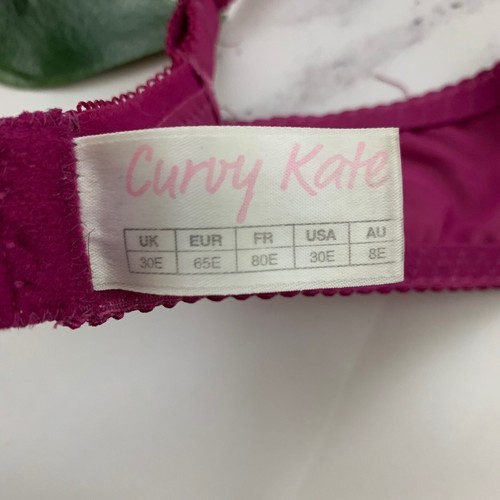 Curvy Kate
UK EUR FR USA AU
30E 65E 80E 30E 8E